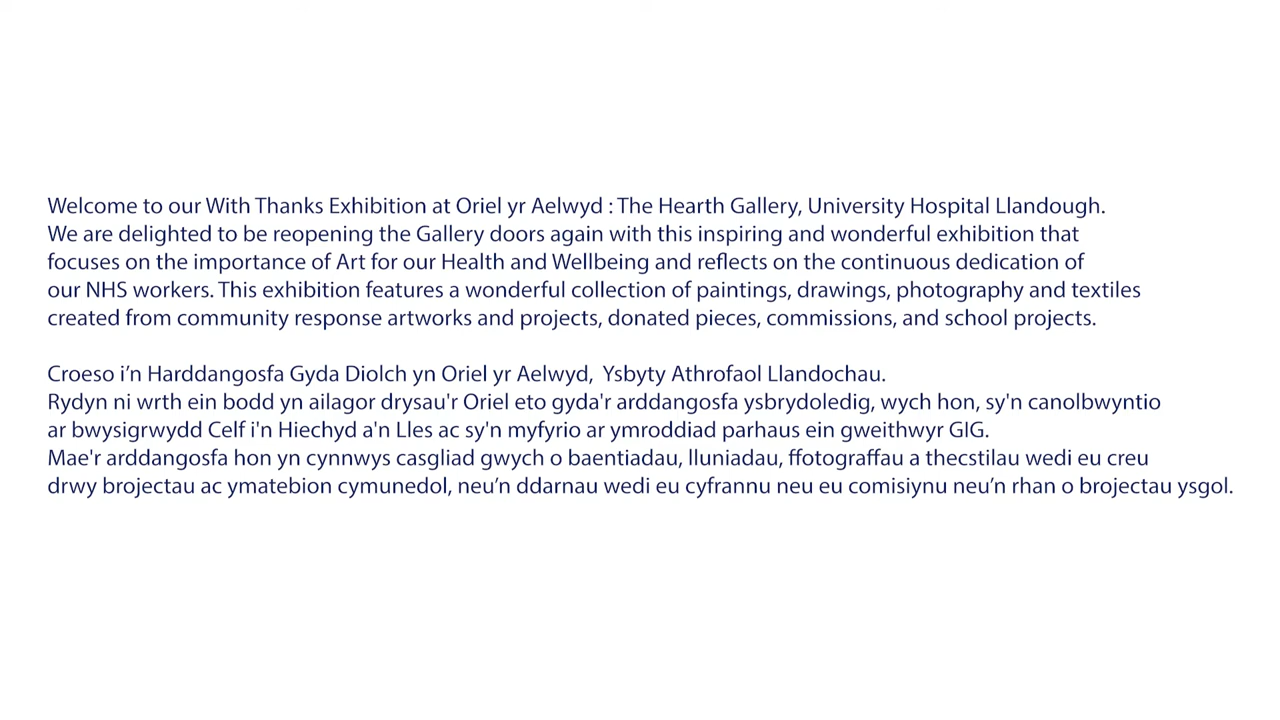 Welcome to our With Thanks Exhibition at Oriel yr Aelwyd : The Hearth Gallery, University Hospital Llandough.
We are delighted to be reopening the Gallery doors again with this inspiring and wonderful exhibition that
focuses on the importance of Art for our Health and Wellbeing and reflects on the continuous dedication of
our NHS workers. This exhibition features a wonderful collection of paintings, drawings, photography and textiles
created from community response artworks and projects, donated pieces, commissions, and school projects.

Croeso i’n Harddangosfa Gyda Diolch yn Oriel yr Aelwyd,  Ysbyty Athrofaol Llandochau.
Rydyn ni wrth ein bodd yn ailagor drysau'r Oriel eto gyda'r arddangosfa ysbrydoledig, wych hon, sy'n canolbwyntio
ar bwysigrwydd Celf i'n Hiechyd a'n Lles ac sy'n myfyrio ar ymroddiad parhaus ein gweithwyr GIG.
Mae'r arddangosfa hon yn cynnwys casgliad gwych o baentiadau, lluniadau, ffotograffau a thecstilau wedi eu creu
drwy brojectau ac ymatebion cymunedol, neu’n ddarnau wedi eu cyfrannu neu eu comisiynu neu’n rhan o brojectau ysgol.